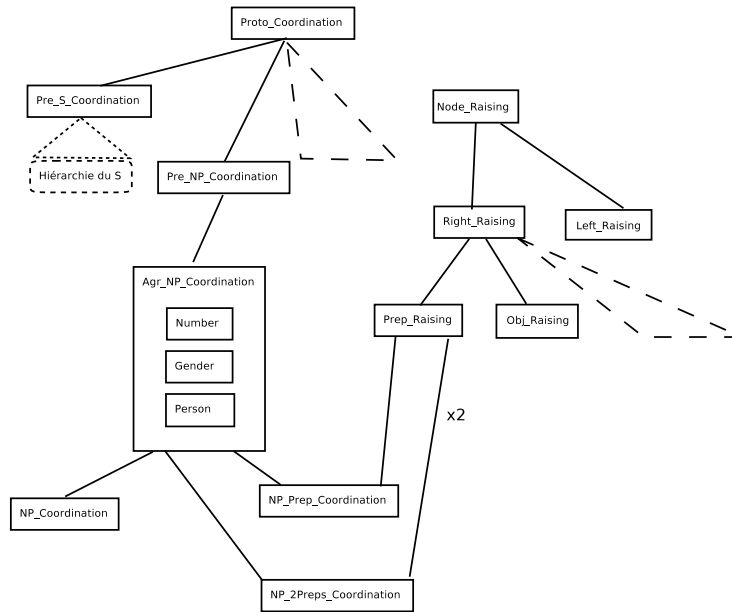 Proto_Coordination
Pre_S_Coordination
Node_Raising
Hiérarchie du S
Pre_NP_Coordination
Right_Raising
Left_Raising
Agr_NP_Coordination
Number
Gender
Person
Prep_Raising
Obj_Raising
x2
NP_Coordination
NP_Prep_Coordination
NP_2Preps_Coordination